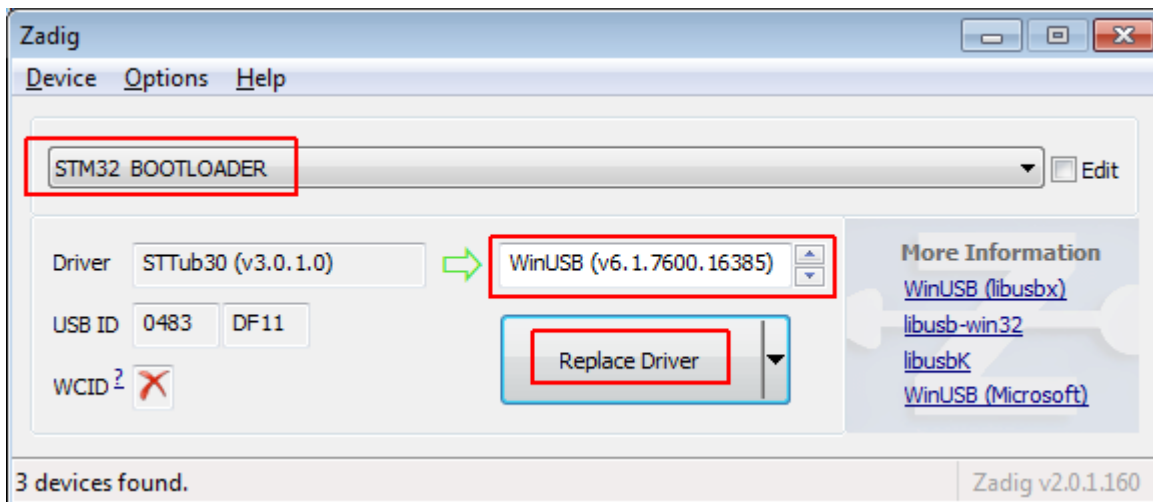 Zadig
Device Options Help
STM32 BOOTLOADER
Edit
Driver STTub30 (v3.0.1.0) WinUSB (v6.1.7600.16385)
USB ID 0483 DF11
WCID ?
Replace Driver
More Information
WinUSB (libusbx)
libusb-win32
libusbK
WinUSB (Microsoft)
3 devices found.
Zadig v2.0.1.160